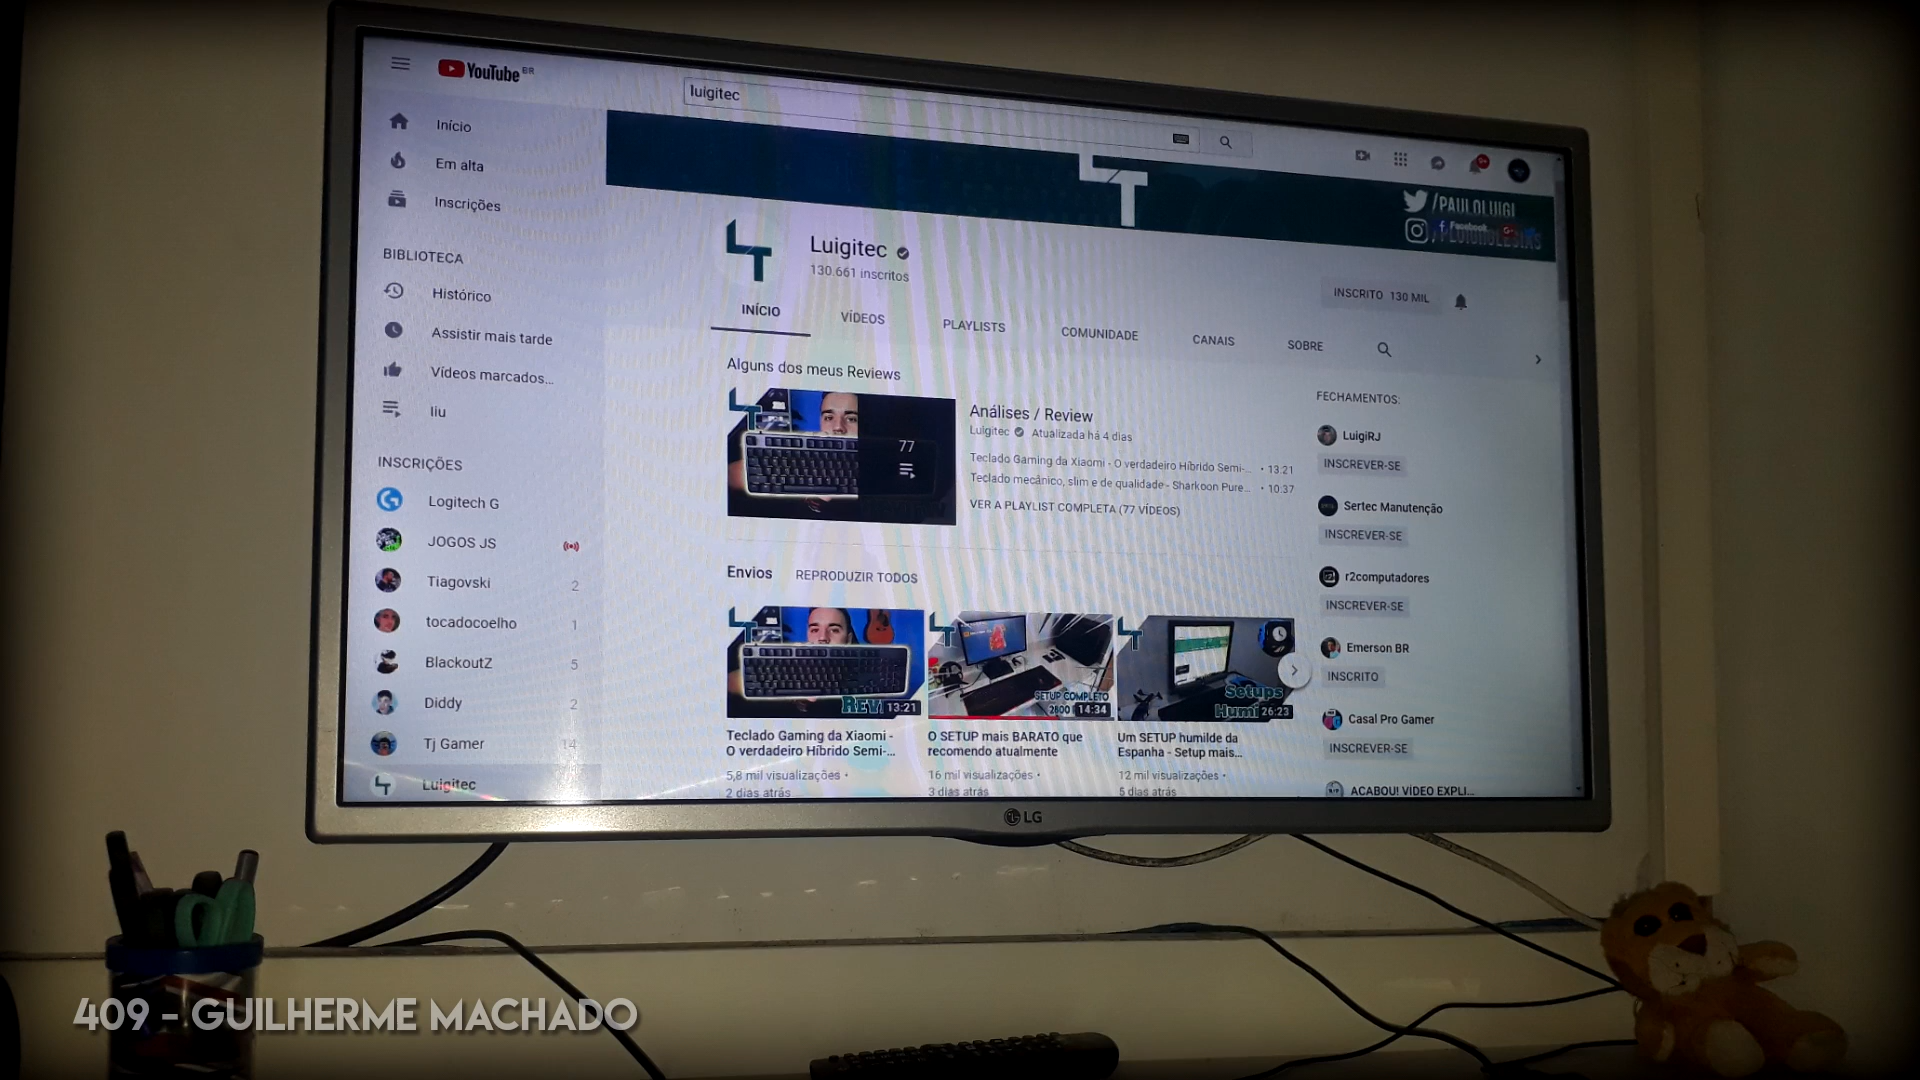 YouTube BR
luigitec
Início
Em alta
Inscrições
BIBLIOTECA
Histórico
Assistir mais tarde
Vídeos marcados...
liu
INSCRIÇÕES
Logitech G
JOGOS JS
Tiagovski 2
tocadocoelho 1
BlackoutZ 5
Diddy 2
Tj Gamer 14
Luigitec
LT
/PAULOLUIGI
Facebook
Luigitec
130.661 inscritos
INSCRITO 130 MIL
INÍCIO VÍDEOS PLAYLISTS COMUNIDADE CANAIS SOBRE
Alguns dos meus Reviews
77
Análises / Review
Luigitec Atualizada há 4 dias
Teclado Gaming da Xiaomi - O verdadeiro Híbrido Semi-... • 13:21
Teclado mecânico, slim e de qualidade - Sharkoon Pure... • 10:37
VER A PLAYLIST COMPLETA (77 VÍDEOS)
Envios REPRODUZIR TODOS
REVI 13:21
SETUP COMPLETO
2800 14:34
Setups
Humi 26:23
Teclado Gaming da Xiaomi -
O verdadeiro Híbrido Semi-...
5,8 mil visualizações •
2 dias atrás
O SETUP mais BARATO que
recomendo atualmente
16 mil visualizações •
3 dias atrás
Um SETUP humilde da
Espanha - Setup mais...
12 mil visualizações •
5 dias atrás
FECHAMENTOS:
LuigiRJ
INSCREVER-SE
Sertec Manutenção
INSCREVER-SE
r2computadores
INSCREVER-SE
Emerson BR
INSCRITO
Casal Pro Gamer
INSCREVER-SE
ACABOU! VÍDEO EXPLI...
LG
409 - GUILHERME MACHADO